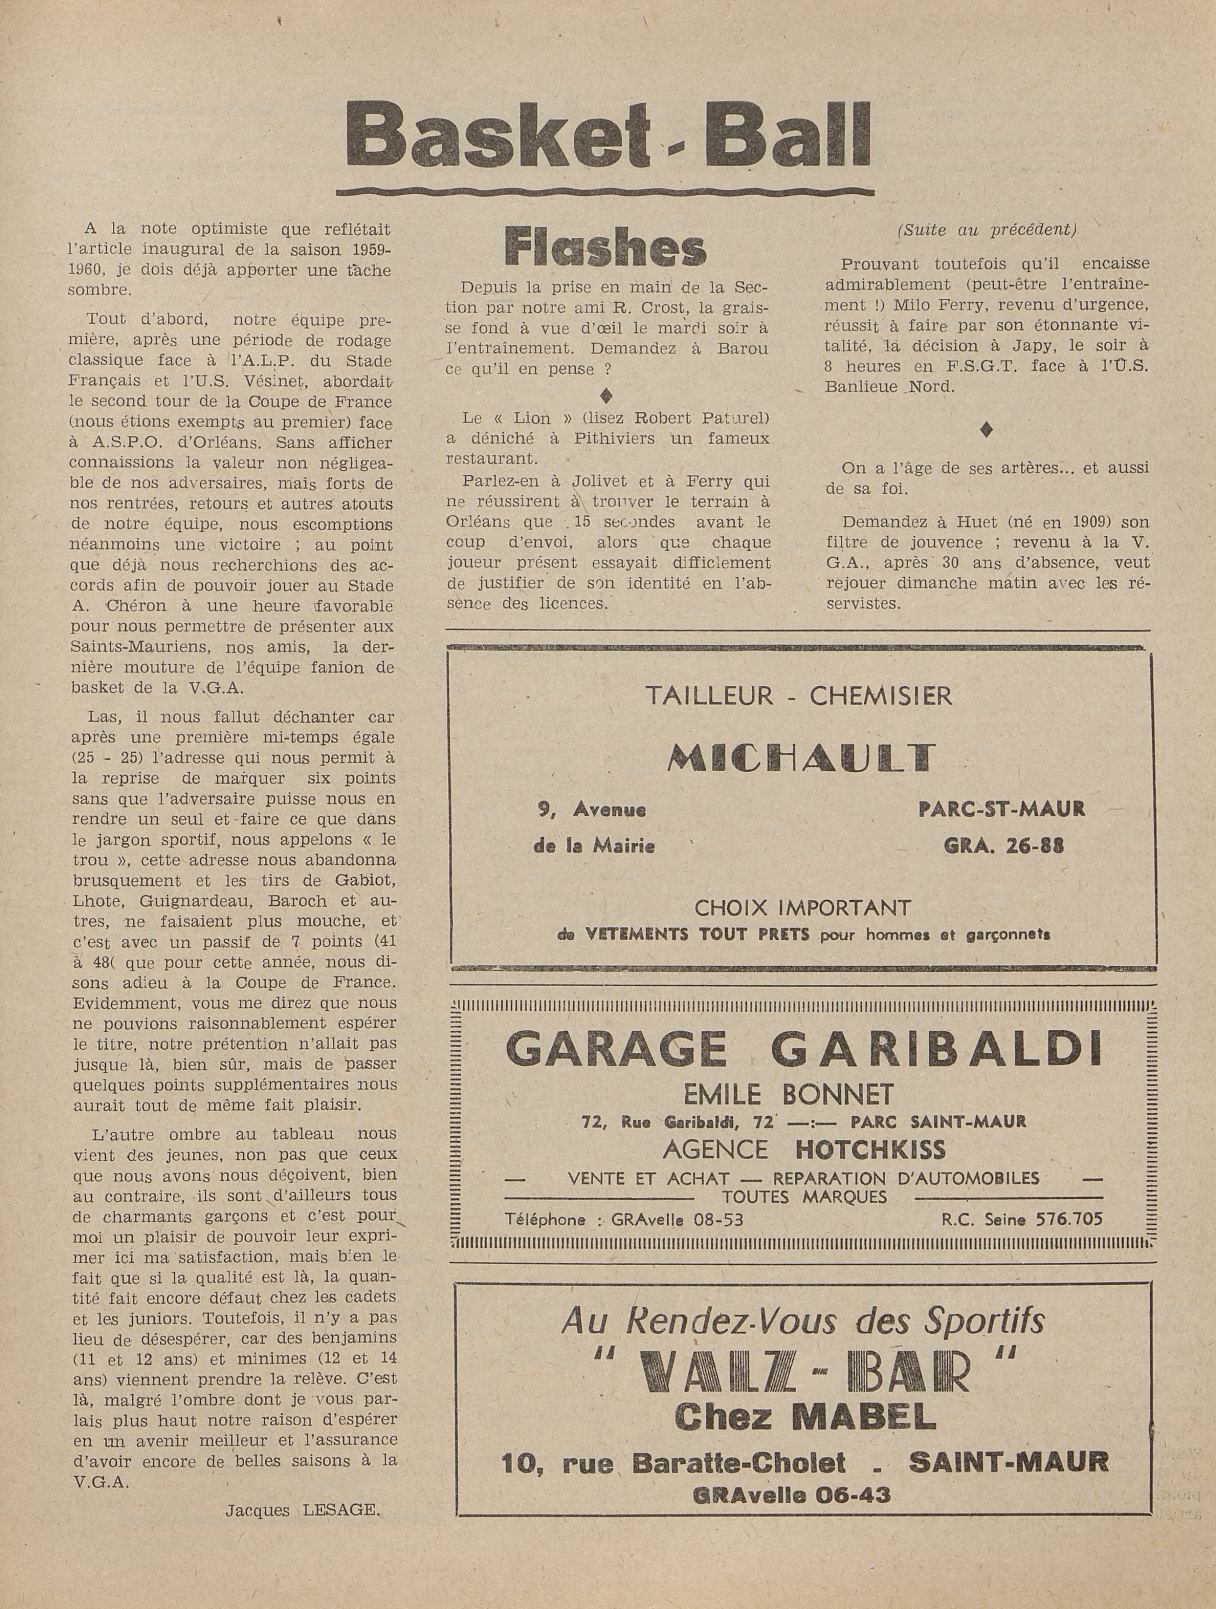 Basket-Ball
A la note optimiste que reflétait
l'article inaugural de la saison 1959-
1960, je dois déjà apporter une tâche
sombre.
Tout d'abord, notre équipe pre-
mière, après une période de rodage
classique face à l'A.L.P. du Stade
Français et l'U.S. Vésinet, abordait
le second tour de la Coupe de France
(nous étions exempts au premier) face
à A.S.P.O. d'Orléans. Sans afficher
connaissions la valeur non négligea-
ble de nos adversaires, mais forts de
nos rentrées, retours et autres atouts
de notre équipe, nous escomptions
néanmoins une victoire ; au point
que déjà nous recherchions des ac-
cords afin de pouvoir jouer au Stade
A. Chéron à une heure favorable
pour nous permettre de présenter aux
Saints-Mauriens, nos amis, la der-
nière mouture de l'équipe fanion de
basket de la V.G.A.
Las, il nous fallut déchanter car
après une première mi-temps égale
(25 - 25) l'adresse qui nous permit à
la reprise de marquer six points
sans que l'adversaire puisse nous en
rendre un seul et faire ce que dans
le jargon sportif, nous appelons « le
trou », cette adresse nous abandonna
brusquement et les tirs de Gabiot,
Lhote, Guignardeau, Baroch et au-
tres, ne faisaient plus mouche, et
c'est avec un passif de 7 points (41
à 48( que pour cette année, nous di-
sons adieu à la Coupe de France.
Evidemment, vous me direz que nous
ne pouvions raisonnablement espérer
le titre, notre prétention n'allait pas
jusque là, bien sûr, mais de passer
quelques points supplémentaires nous
aurait tout de même fait plaisir.
L'autre ombre au tableau nous
vient des jeunes, non pas que ceux
que nous avons nous déçoivent, bien
au contraire, ils sont d'ailleurs tous
de charmants garçons et c'est pour
moi un plaisir de pouvoir leur expri-
mer ici ma satisfaction, mais bien le
fait que si la qualité est là, la quan-
tité fait encore défaut chez les cadets
et les juniors. Toutefois, il n'y a pas
lieu de désespérer, car des benjamins
(11 et 12 ans) et minimes (12 et 14
ans) viennent prendre la relève. C'est
là, malgré l'ombre dont je vous par-
lais plus haut notre raison d'espérer
en un avenir meilleur et l'assurance
d'avoir encore de belles saisons à la
V.G.A.
Jacques LESAGE.
Flashes
Depuis la prise en main de la Sec-
tion par notre ami R. Crost, la grais-
se fond à vue d'œil le mardi soir à
l'entraînement. Demandez à Barou
ce qu'il en pense ?
♦
Le « Lion » (lisez Robert Paturel)
a déniché à Pithiviers un fameux
restaurant.
Parlez-en à Jolivet et à Ferry qui
ne réussirent à trouver le terrain à
Orléans que 15 secondes avant le
coup d'envoi, alors que chaque
joueur présent essayait difficlement
de justifier de son identité en l'ab-
sence des licences.
(Suite au précédent)
Prouvant toutefois qu'il encaisse
admirablement (peut-être l'entraîne-
ment !) Milo Ferry, revenu d'urgence,
réussit à faire par son étonnante vi-
talité, la décision à Japy, le soir à
8 heures en F.S.G.T. face à l'U.S.
Banlieue Nord.
♦
On a l'âge de ses artères... et aussi
de sa foi.
Demandez à Huet (né en 1909) son
filtre de jouvence ; revenu à la V.
G.A., après 30 ans d'absence, veut
rejouer dimanche matin avec les ré-
servistes.
TAILLEUR - CHEMISIER
MICHAULT
9, Avenue PARC-ST-MAUR
de la Mairie GRA. 26-88
CHOIX IMPORTANT
de VETEMENTS TOUT PRETS pour hommes et garçonnets
GARAGE GARIBALDI
EMILE BONNET
72, Rue Garibaldi, 72 —:— PARC SAINT-MAUR
AGENCE HOTCHKISS
— VENTE ET ACHAT — REPARATION D'AUTOMOBILES —
TOUTES MARQUES
Téléphone : GRAvelle 08-53 R.C. Seine 576.705
Au Rendez-Vous des Sportifs
" VALZ-BAR "
Chez MABEL
10, rue Baratte-Cholet - SAINT-MAUR
GRAvelle 06-43